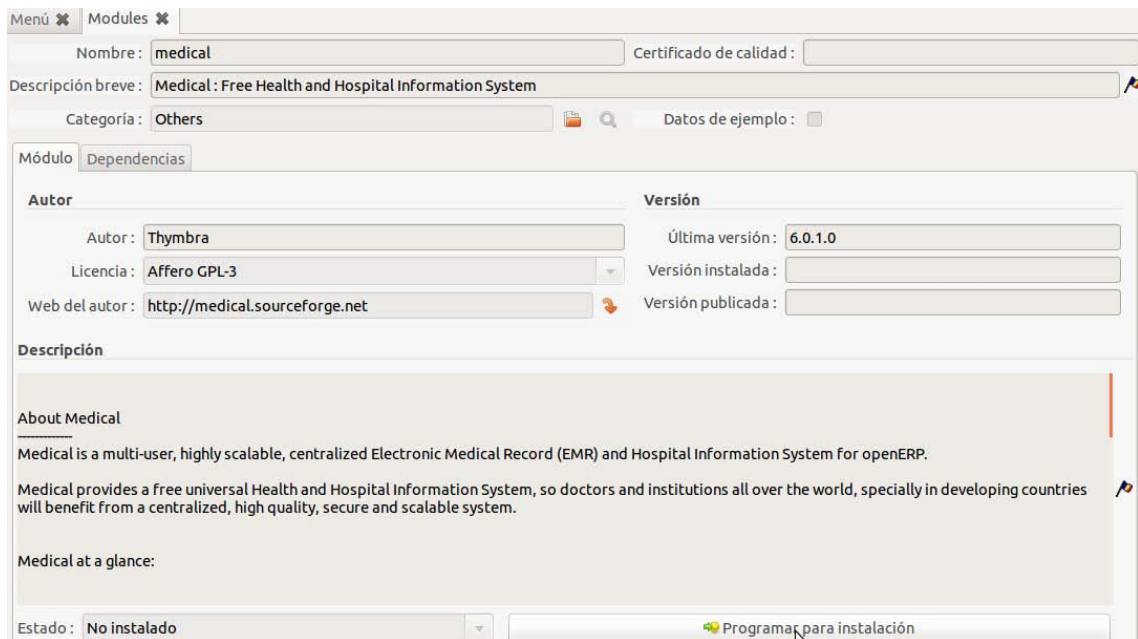 Menú
Modules
Nombre : medical
Certificado de calidad :
Descripción breve : Medical : Free Health and Hospital Information System
Categoría : Others
Datos de ejemplo :
Módulo
Dependencias
Autor
Versión
Autor : Thymbra
Última versión : 6.0.1.0
Licencia : Affero GPL-3
Versión instalada :
Web del autor : http://medical.sourceforge.net
Versión publicada :
Descripción
About Medical
-------------
Medical is a multi-user, highly scalable, centralized Electronic Medical Record (EMR) and Hospital Information System for openERP.
Medical provides a free universal Health and Hospital Information System, so doctors and institutions all over the world, specially in developing countries
will benefit from a centralized, high quality, secure and scalable system.
Medical at a glance:
Estado : No instalado
Programar para instalación